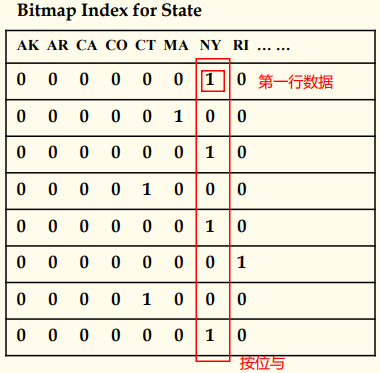 Bitmap Index for State
AK AR CA CO CT MA NY RI ... ...
0 0 0 0 0 0 1 0 第一行数据
0 0 0 0 0 1 0 0
0 0 0 0 0 0 1 0
0 0 0 0 1 0 0 0
0 0 0 0 0 0 1 0
0 0 0 0 0 0 0 1
0 0 0 0 1 0 0 0
0 0 0 0 0 0 1 0
按位与